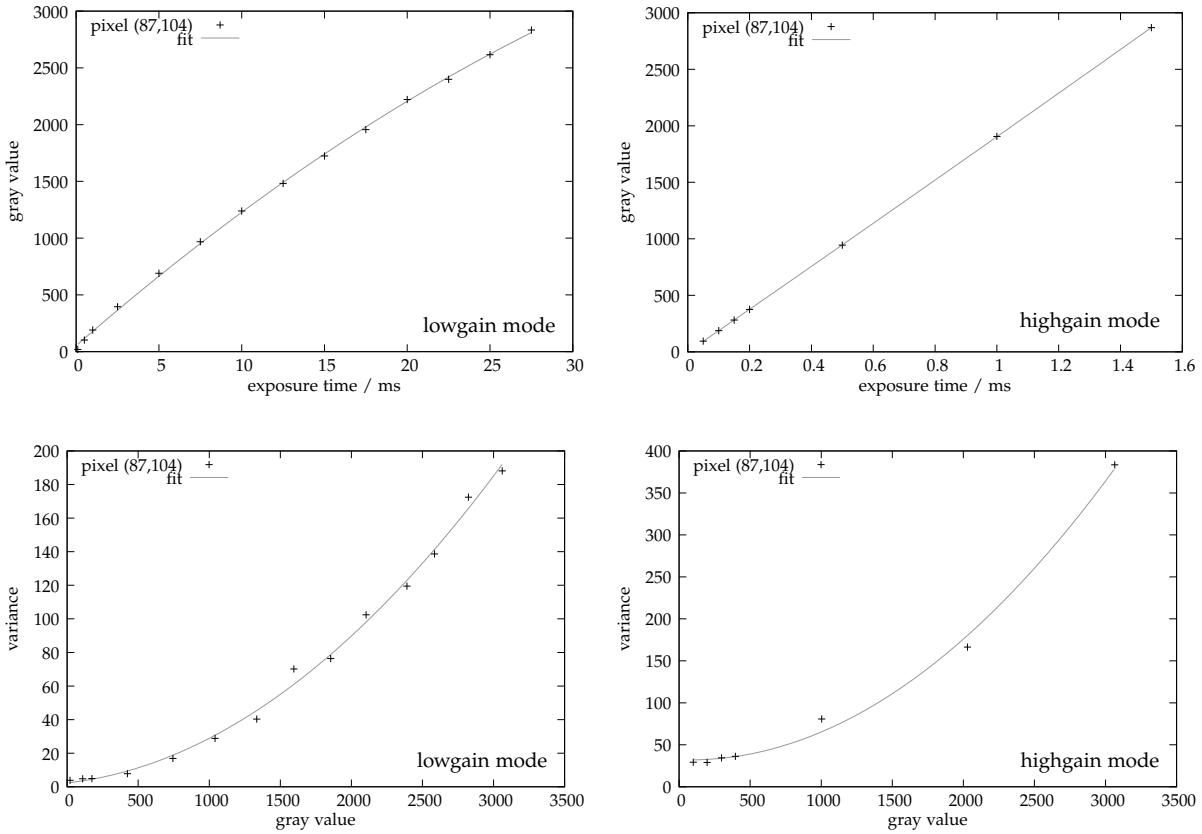 3000
2500
2000
1500
1000
500
0
gray value
pixel (87,104)
fit
lowgain mode
0 5 10 15 20 25 30
exposure time / ms
3000
2500
2000
1500
1000
500
0
gray value
pixel (87,104)
fit
highgain mode
0 0.2 0.4 0.6 0.8 1 1.2 1.4 1.6
exposure time / ms
200
180
160
140
120
100
80
60
40
20
0
variance
pixel (87,104)
fit
lowgain mode
0 500 1000 1500 2000 2500 3000 3500
gray value
400
350
300
250
200
150
100
50
0
variance
pixel (87,104)
fit
highgain mode
0 500 1000 1500 2000 2500 3000 3500
gray value